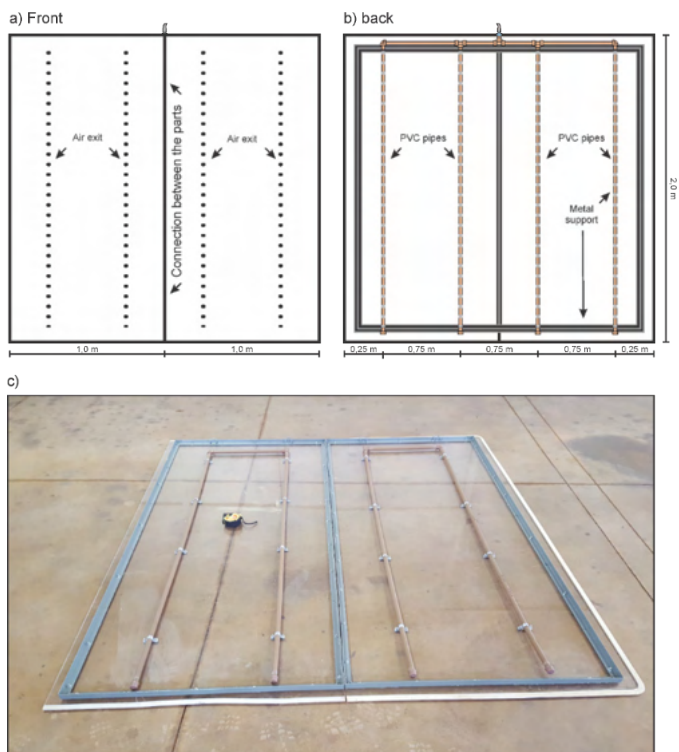 a) Front
b) back
Air exit
Air exit
Connection between the parts
1,0 m
1,0 m
PVC pipes
PVC pipes
Metal
support
2,0 m
0,25 m
0,75 m
0,75 m
0,75 m
0,25 m
c)